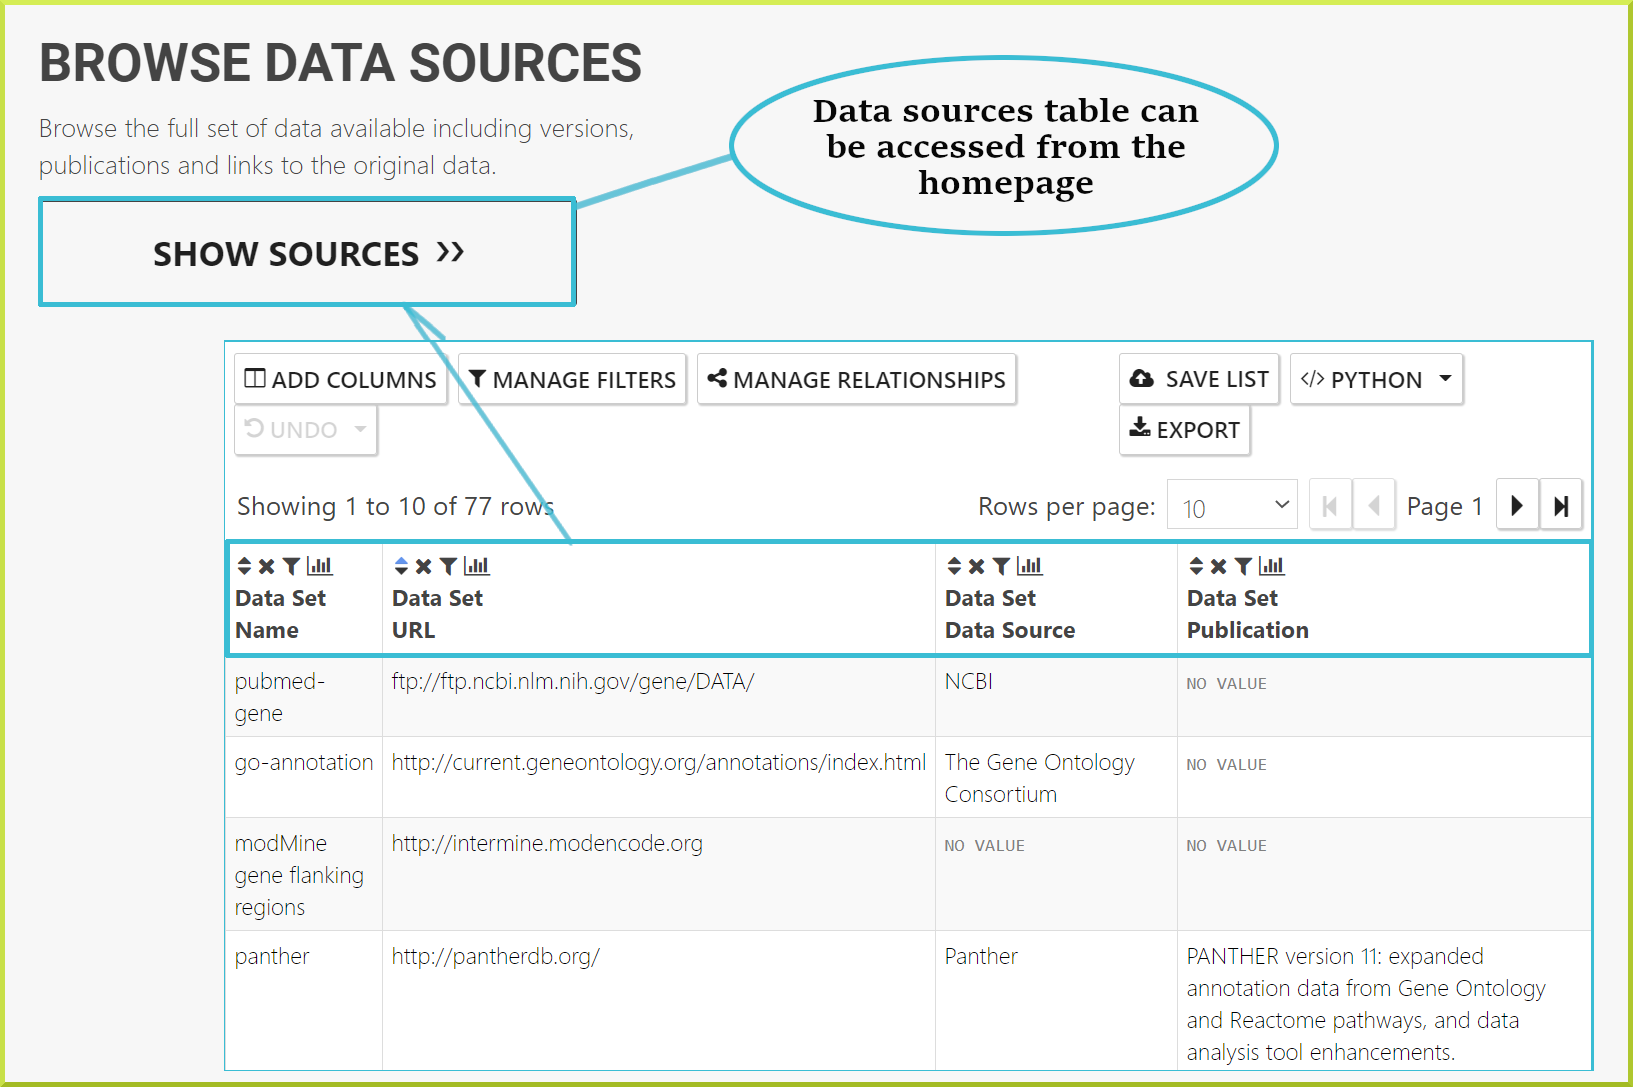 BROWSE DATA SOURCES
Browse the full set of data available including versions,
publications and links to the original data.
Data sources table can
be accessed from the
homepage
SHOW SOURCES »
ADD COLUMNS MANAGE FILTERS MANAGE RELATIONSHIPS SAVE LIST </> PYTHON
UNDO EXPORT
Showing 1 to 10 of 77 rows Rows per page: 10 Page 1
Data Set Data Set Data Set Data Set
Name URL Data Source Publication
pubmed- ftp://ftp.ncbi.nlm.nih.gov/gene/DATA/ NCBI NO VALUE
gene
go-annotation http://current.geneontology.org/annotations/index.html The Gene Ontology NO VALUE
Consortium
modMine http://intermine.modencode.org NO VALUE NO VALUE
gene flanking
regions
panther http://pantherdb.org/ Panther PANTHER version 11: expanded
annotation data from Gene Ontology
and Reactome pathways, and data
analysis tool enhancements.